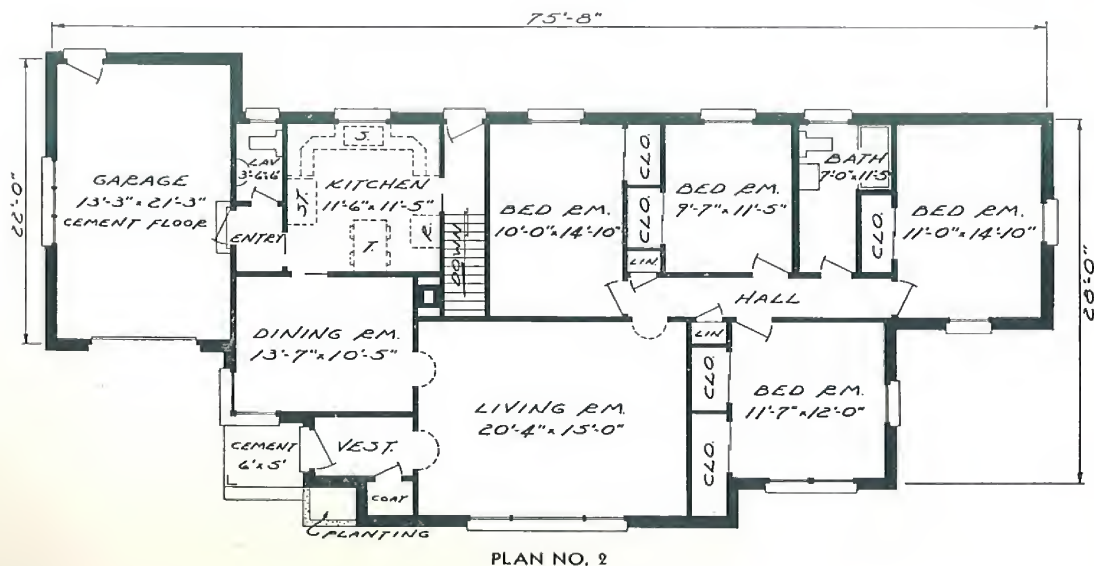 75'-8"
22'-0"
GARAGE
13'-3" x 21'-3"
CEMENT FLOOR
LAV
3'-6"x6'
ENTRY
S.
ST.
KITCHEN
11'-6" x 11'-5"
T.
R.
DOWN
BED RM.
10'-0" x 14'-10"
CLO.
CLO.
LIN.
BED RM.
9'-7" x 11'-5"
BATH
7'-0" x 11'-5"
CLO.
BED RM.
11'-0" x 14'-10"
28'-0"
HALL
DINING RM.
13'-7" x 10'-5"
LIVING RM.
20'-4" x 15'-0"
LIN
CLO.
CLO.
BED RM.
11'-7" x 12'-0"
CEMENT
6' x 5'
VEST.
COAT
PLANTING
PLAN NO. 2